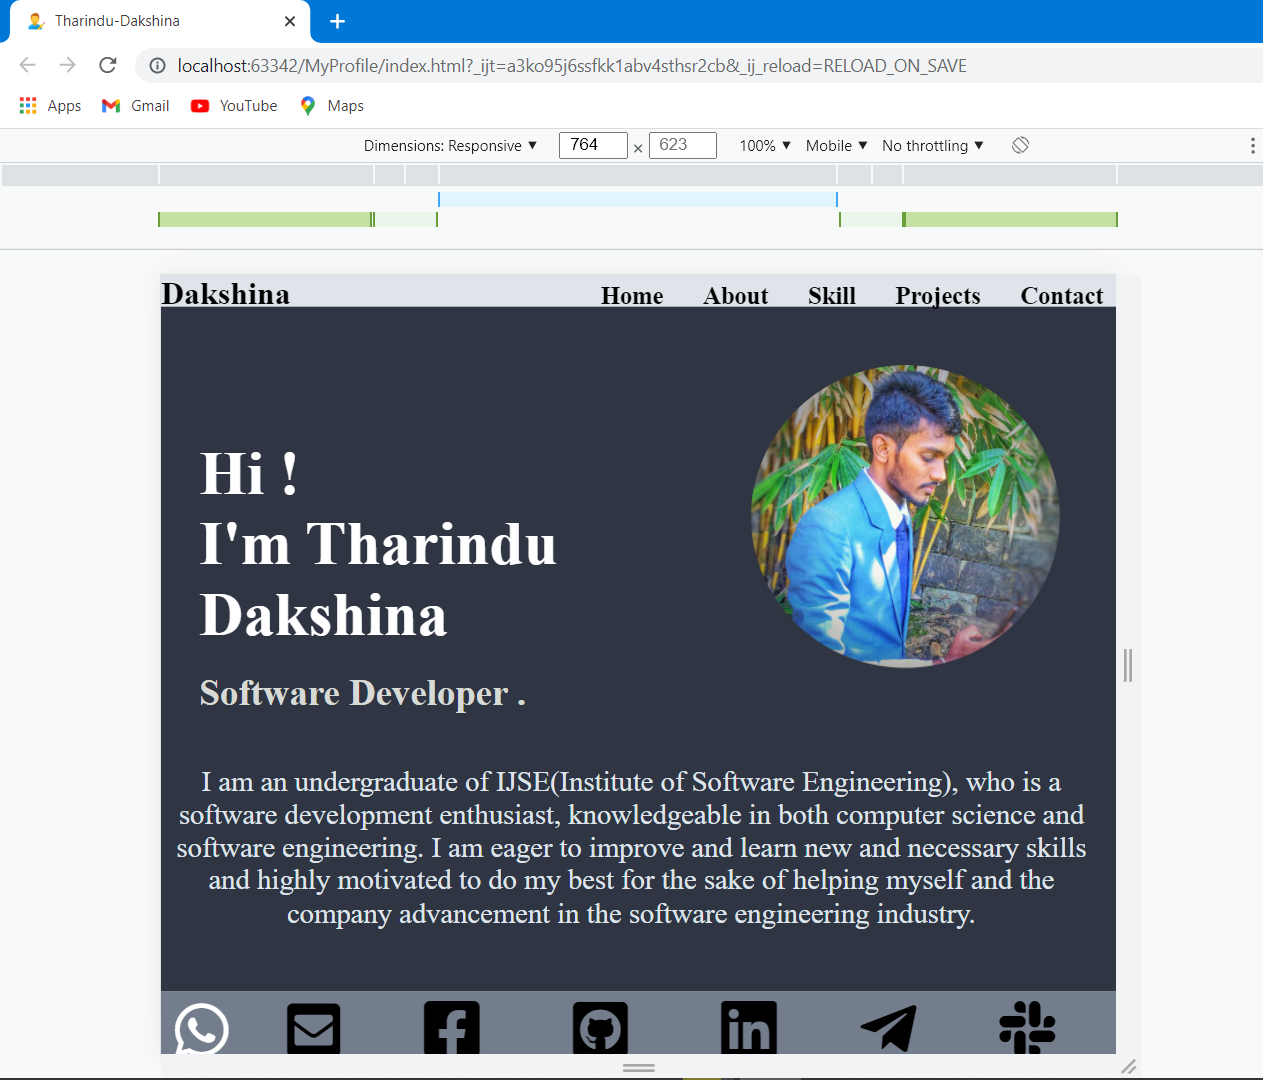 Tharindu-Dakshina
localhost:63342/MyProfile/index.html?_ijt=a3ko95j6ssfkk1abv4sthsr2cb&_ij_reload=RELOAD_ON_SAVE
Apps Gmail YouTube Maps
Dimensions: Responsive ▼ 764 × 623 100% ▼ Mobile ▼ No throttling ▼
Dakshina Home About Skill Projects Contact
Hi !
I'm Tharindu
Dakshina
Software Developer .
I am an undergraduate of IJSE(Institute of Software Engineering), who is a
software development enthusiast, knowledgeable in both computer science and
software engineering. I am eager to improve and learn new and necessary skills
and highly motivated to do my best for the sake of helping myself and the
company advancement in the software engineering industry.